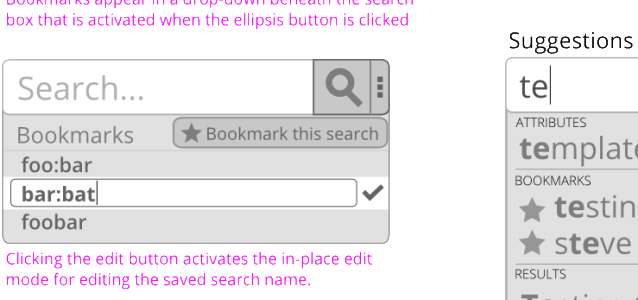 Bookmarks appear in a drop-down beneath the search
box that is activated when the ellipsis button is clicked
Search...
Bookmarks
Bookmark this search
foo:bar
bar:bat
foobar
Clicking the edit button activates the in-place edit
mode for editing the saved search name.
Suggestions
te
ATTRIBUTES
template
BOOKMARKS
testin
steve
RESULTS